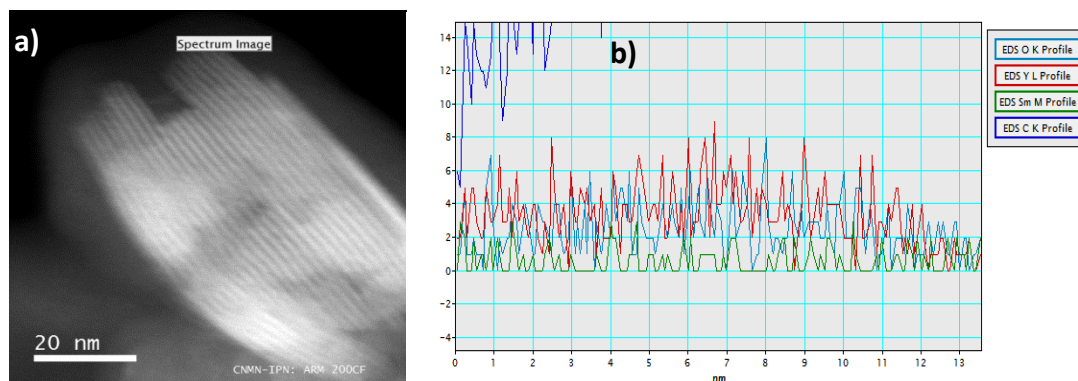 a)
Spectrum Image
20 nm
CNMN-IPN: ARM 200CF
b)
14
12
10
8
6
4
2
0
-2
-4
0 1 2 3 4 5 6 7 8 9 10 11 12 13
nm
EDS O K Profile
EDS Y L Profile
EDS Sm M Profile
EDS C K Profile